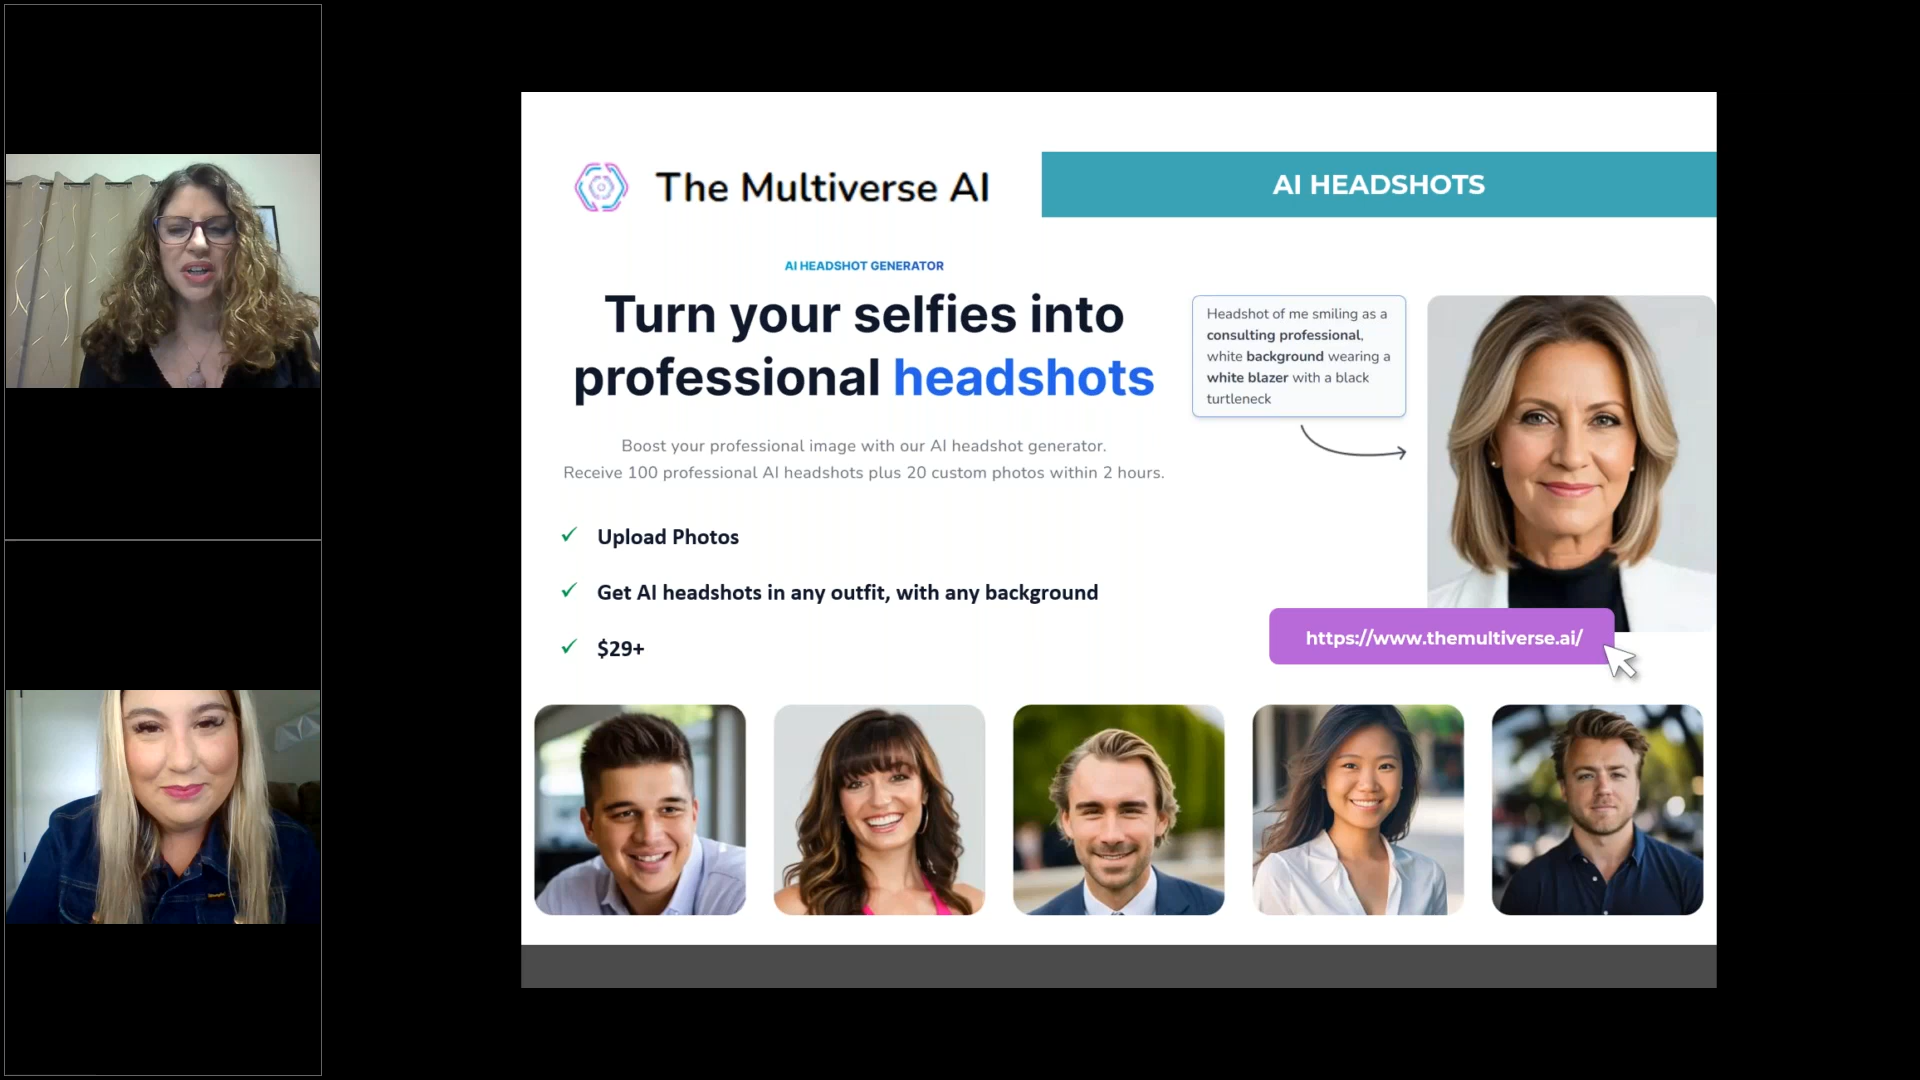 The Multiverse AI
AI HEADSHOTS
AI HEADSHOT GENERATOR
Turn your selfies into
professional headshots
Boost your professional image with our AI headshot generator.
Receive 100 professional AI headshots plus 20 custom photos within 2 hours.
Headshot of me smiling as a
consulting professional,
white background wearing a
white blazer with a black
turtleneck
✓ Upload Photos
✓ Get AI headshots in any outfit, with any background
✓ $29+
https://www.themultiverse.ai/